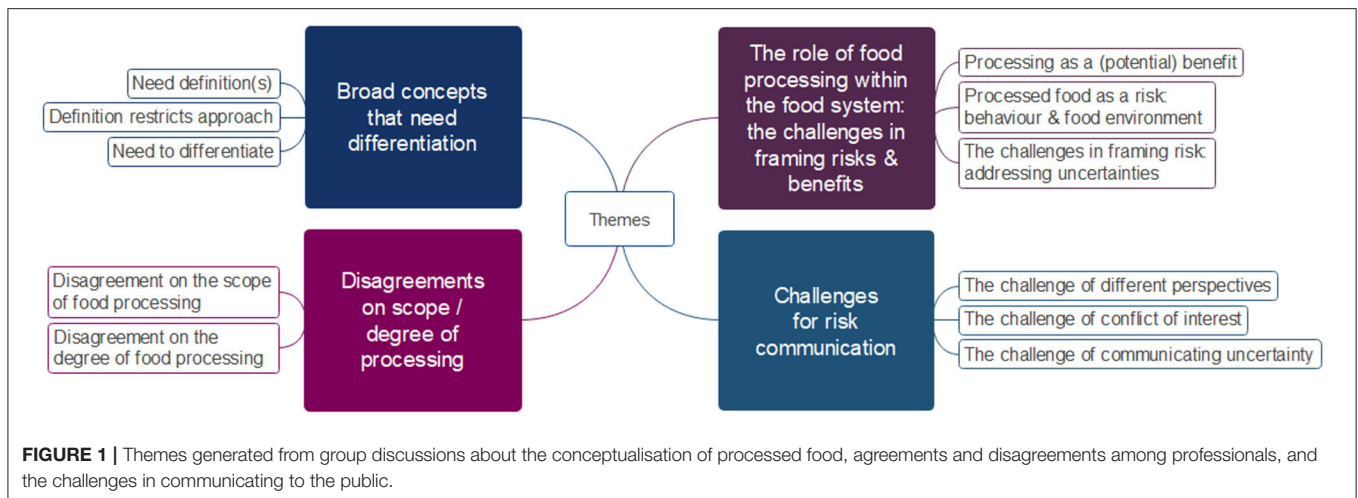 Need definition(s)
Definition restricts approach
Need to differentiate
Broad concepts
that need
differentiation
The role of food
processing within
the food system:
the challenges in
framing risks &
benefits
Processing as a (potential) benefit
Processed food as a risk:
behaviour & food environment
The challenges in framing risk:
addressing uncertainties
Themes
Disagreement on the scope
of food processing
Disagreement on the
degree of food processing
Disagreements
on scope /
degree of
processing
Challenges
for risk
communication
The challenge of different perspectives
The challenge of conflict of interest
The challenge of communicating uncertainty
FIGURE 1 | Themes generated from group discussions about the conceptualisation of processed food, agreements and disagreements among professionals, and
the challenges in communicating to the public.